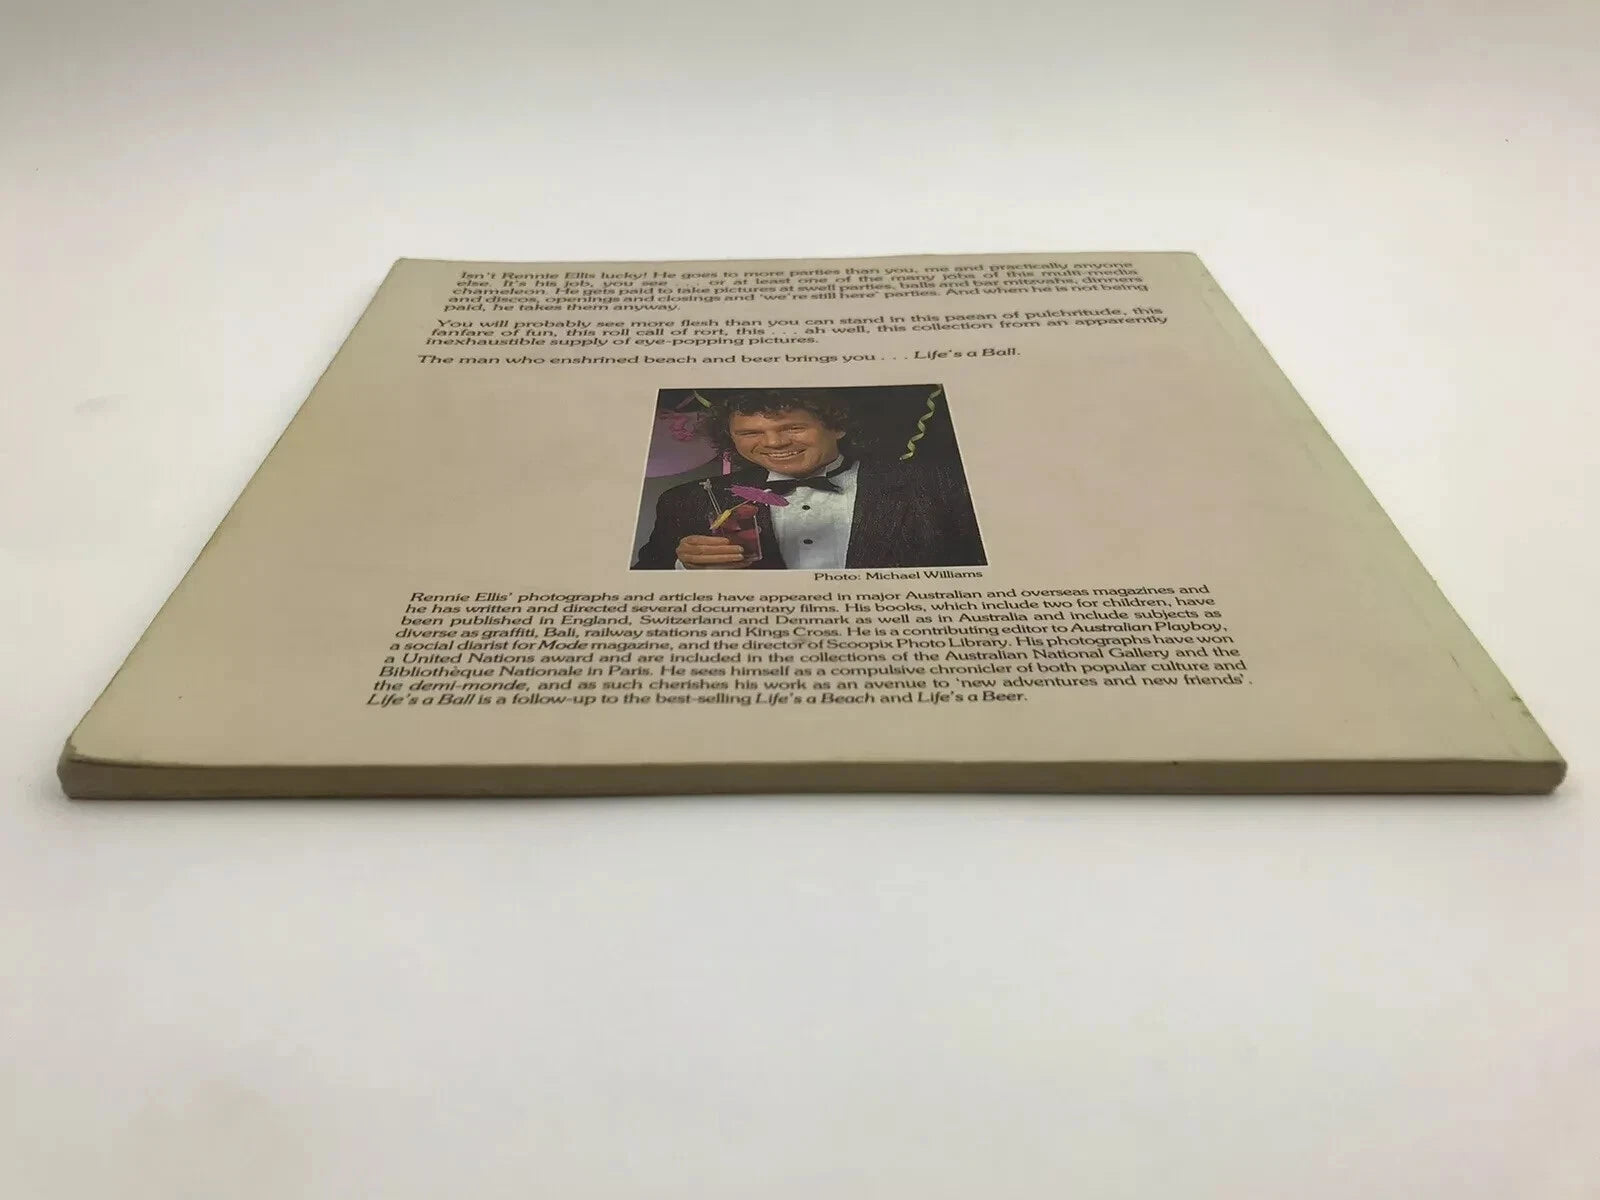 Isn't Rennie Ellis lucky! He goes to more parties than you, me and practically anyone
else. It's his job, you see . . . or at least one of the many jobs of this multi-media
chameleon. He gets paid to take pictures at swell parties, balls and bar mitzvahs, dinners
and discos, openings and closings and 'we're still here' parties. And when he is not being
paid, he takes them anyway.
You will probably see more flesh than you can stand in this paean of pulchritude, this
fanfare of fun, this roll call of rort, this . . . ah well, this collection from an apparently
inexhaustible supply of eye-popping pictures.
The man who enshrined beach and beer brings you . . . Life's a Ball.
Photo: Michael Williams
Rennie Ellis' photographs and articles have appeared in major Australian and overseas magazines and
he has written and directed several documentary films. His books, which include two for children, have
been published in England, Switzerland and Denmark as well as in Australia and include subjects as
diverse as graffiti, Bali, railway stations and Kings Cross. He is a contributing editor to Australian Playboy,
a social diarist for Mode magazine, and the director of Scoopix Photo Library. His photographs have won
a United Nations award and are included in the collections of the Australian National Gallery and the
Bibliothèque Nationale in Paris. He sees himself as a compulsive chronicler of both popular culture and
the demi-monde, and as such cherishes his work as an avenue to 'new adventures and new friends'.
Life's a Ball is a follow-up to the best-selling Life's a Beach and Life's a Beer.